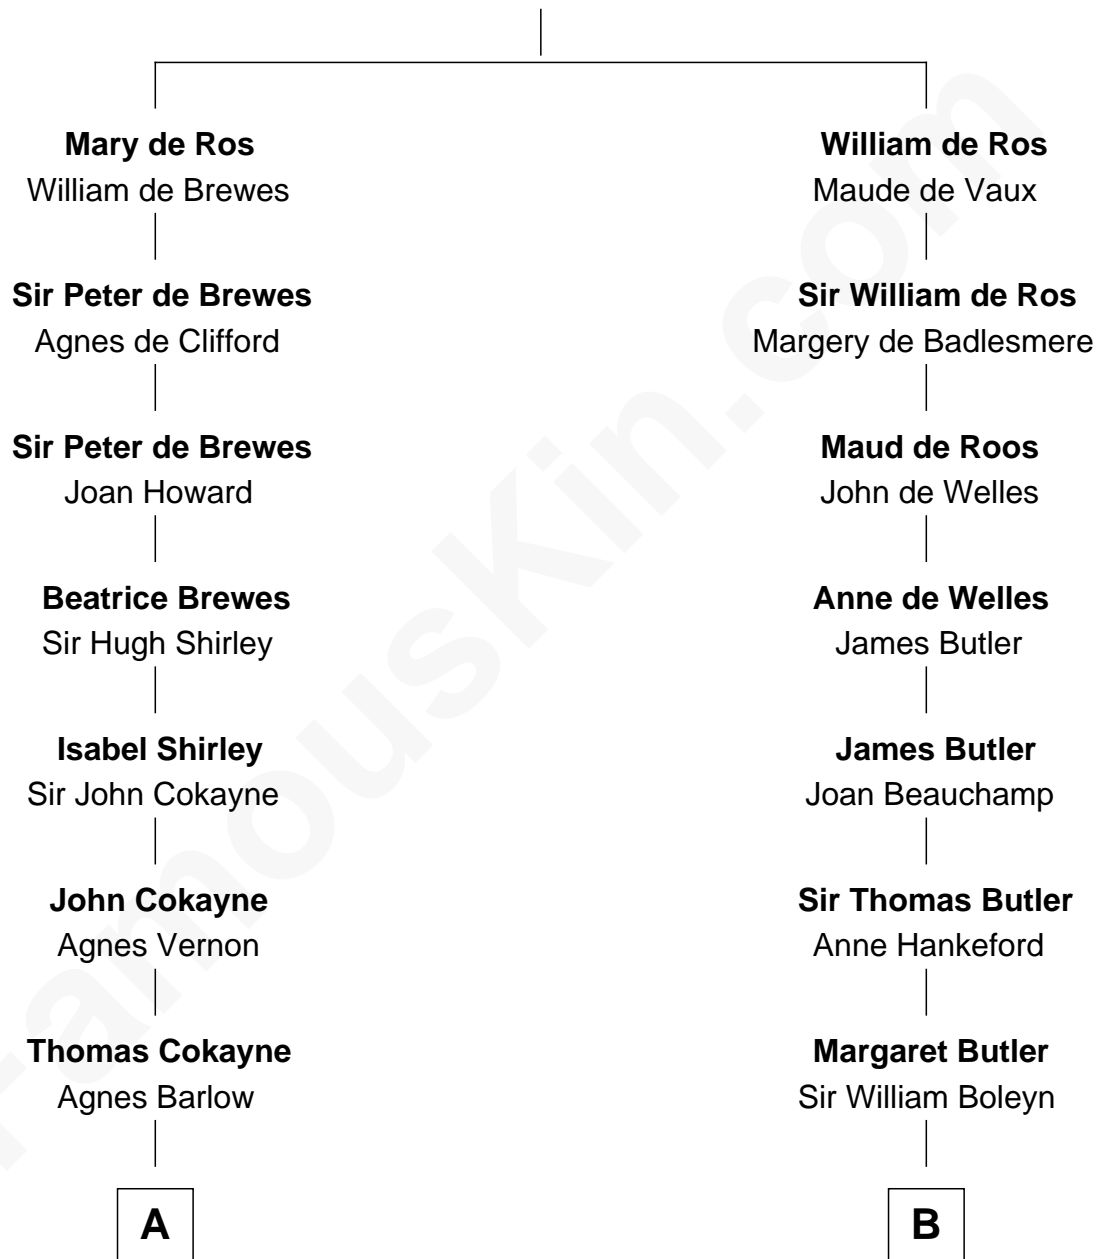 Mary de Ros
William de Brewes
Sir Peter de Brewes
Agnes de Clifford
Sir Peter de Brewes
Joan Howard
Beatrice Brewes
Sir Hugh Shirley
Isabel Shirley
Sir John Cokayne
John Cokayne
Agnes Vernon
Thomas Cokayne
Agnes Barlow
A
William de Ros
Maude de Vaux
Sir William de Ros
Margery de Badlesmere
Maud de Roos
John de Welles
Anne de Welles
James Butler
James Butler
Joan Beauchamp
Sir Thomas Butler
Anne Hankeford
Margaret Butler
Sir William Boleyn
B
FamousKin.com